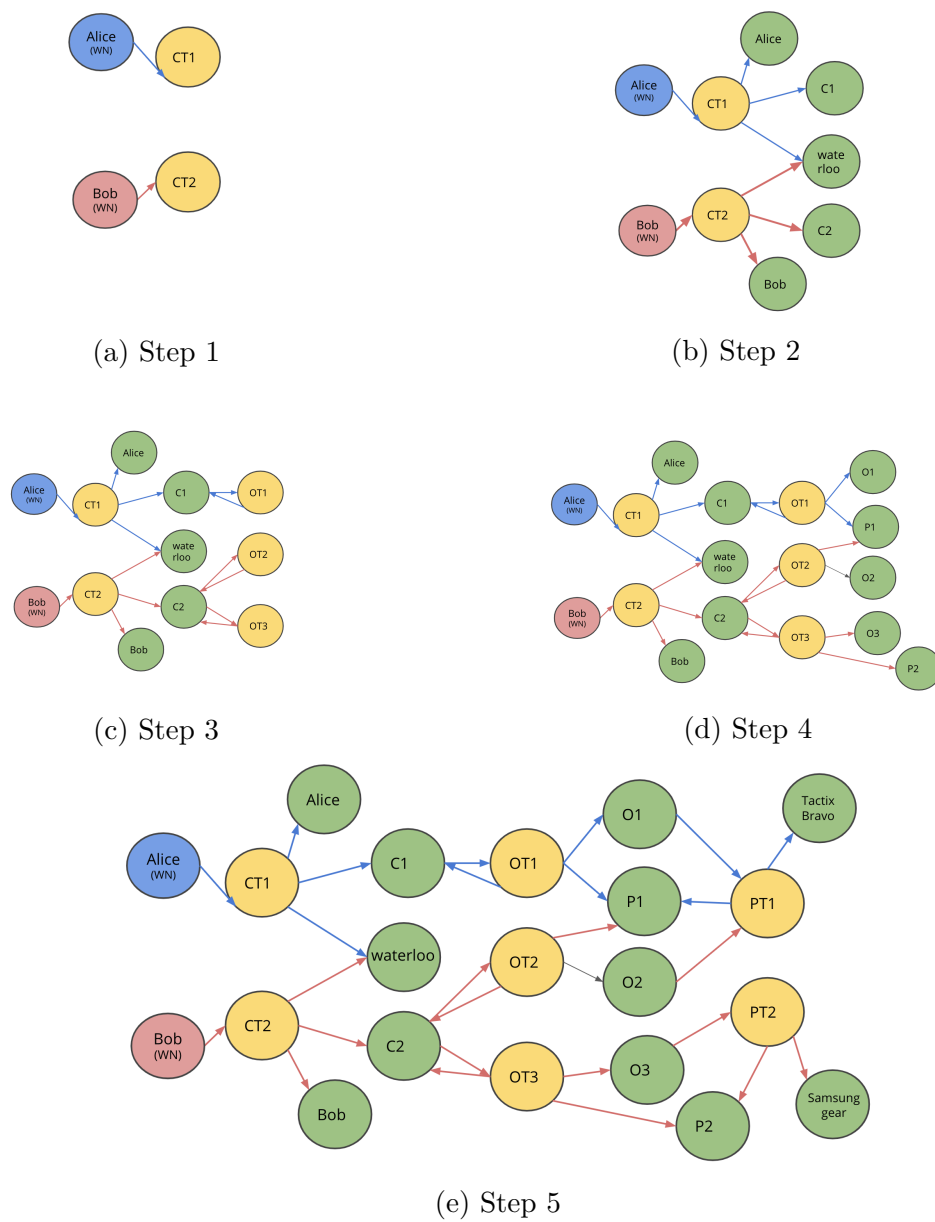 Alice
(WN)
CT1
Bob
(WN)
CT2
(a) Step 1
Alice
Alice
(WN)
CT1
C1
wate
rloo
Bob
(WN)
CT2
C2
Bob
(b) Step 2
Alice
Alice
(WN)
CT1
C1
OT1
wate
rloo
OT2
Bob
(WN)
CT2
C2
OT3
Bob
(c) Step 3
Alice
Alice
(WN)
CT1
C1
OT1
O1
P1
wate
rloo
OT2
O2
Bob
(WN)
CT2
C2
OT3
O3
Bob
P2
(d) Step 4
Alice
Alice
(WN)
CT1
C1
OT1
O1
Tactix
Bravo
P1
PT1
waterloo
OT2
O2
Bob
(WN)
CT2
C2
OT3
O3
PT2
Bob
P2
Samsung
gear
(e) Step 5